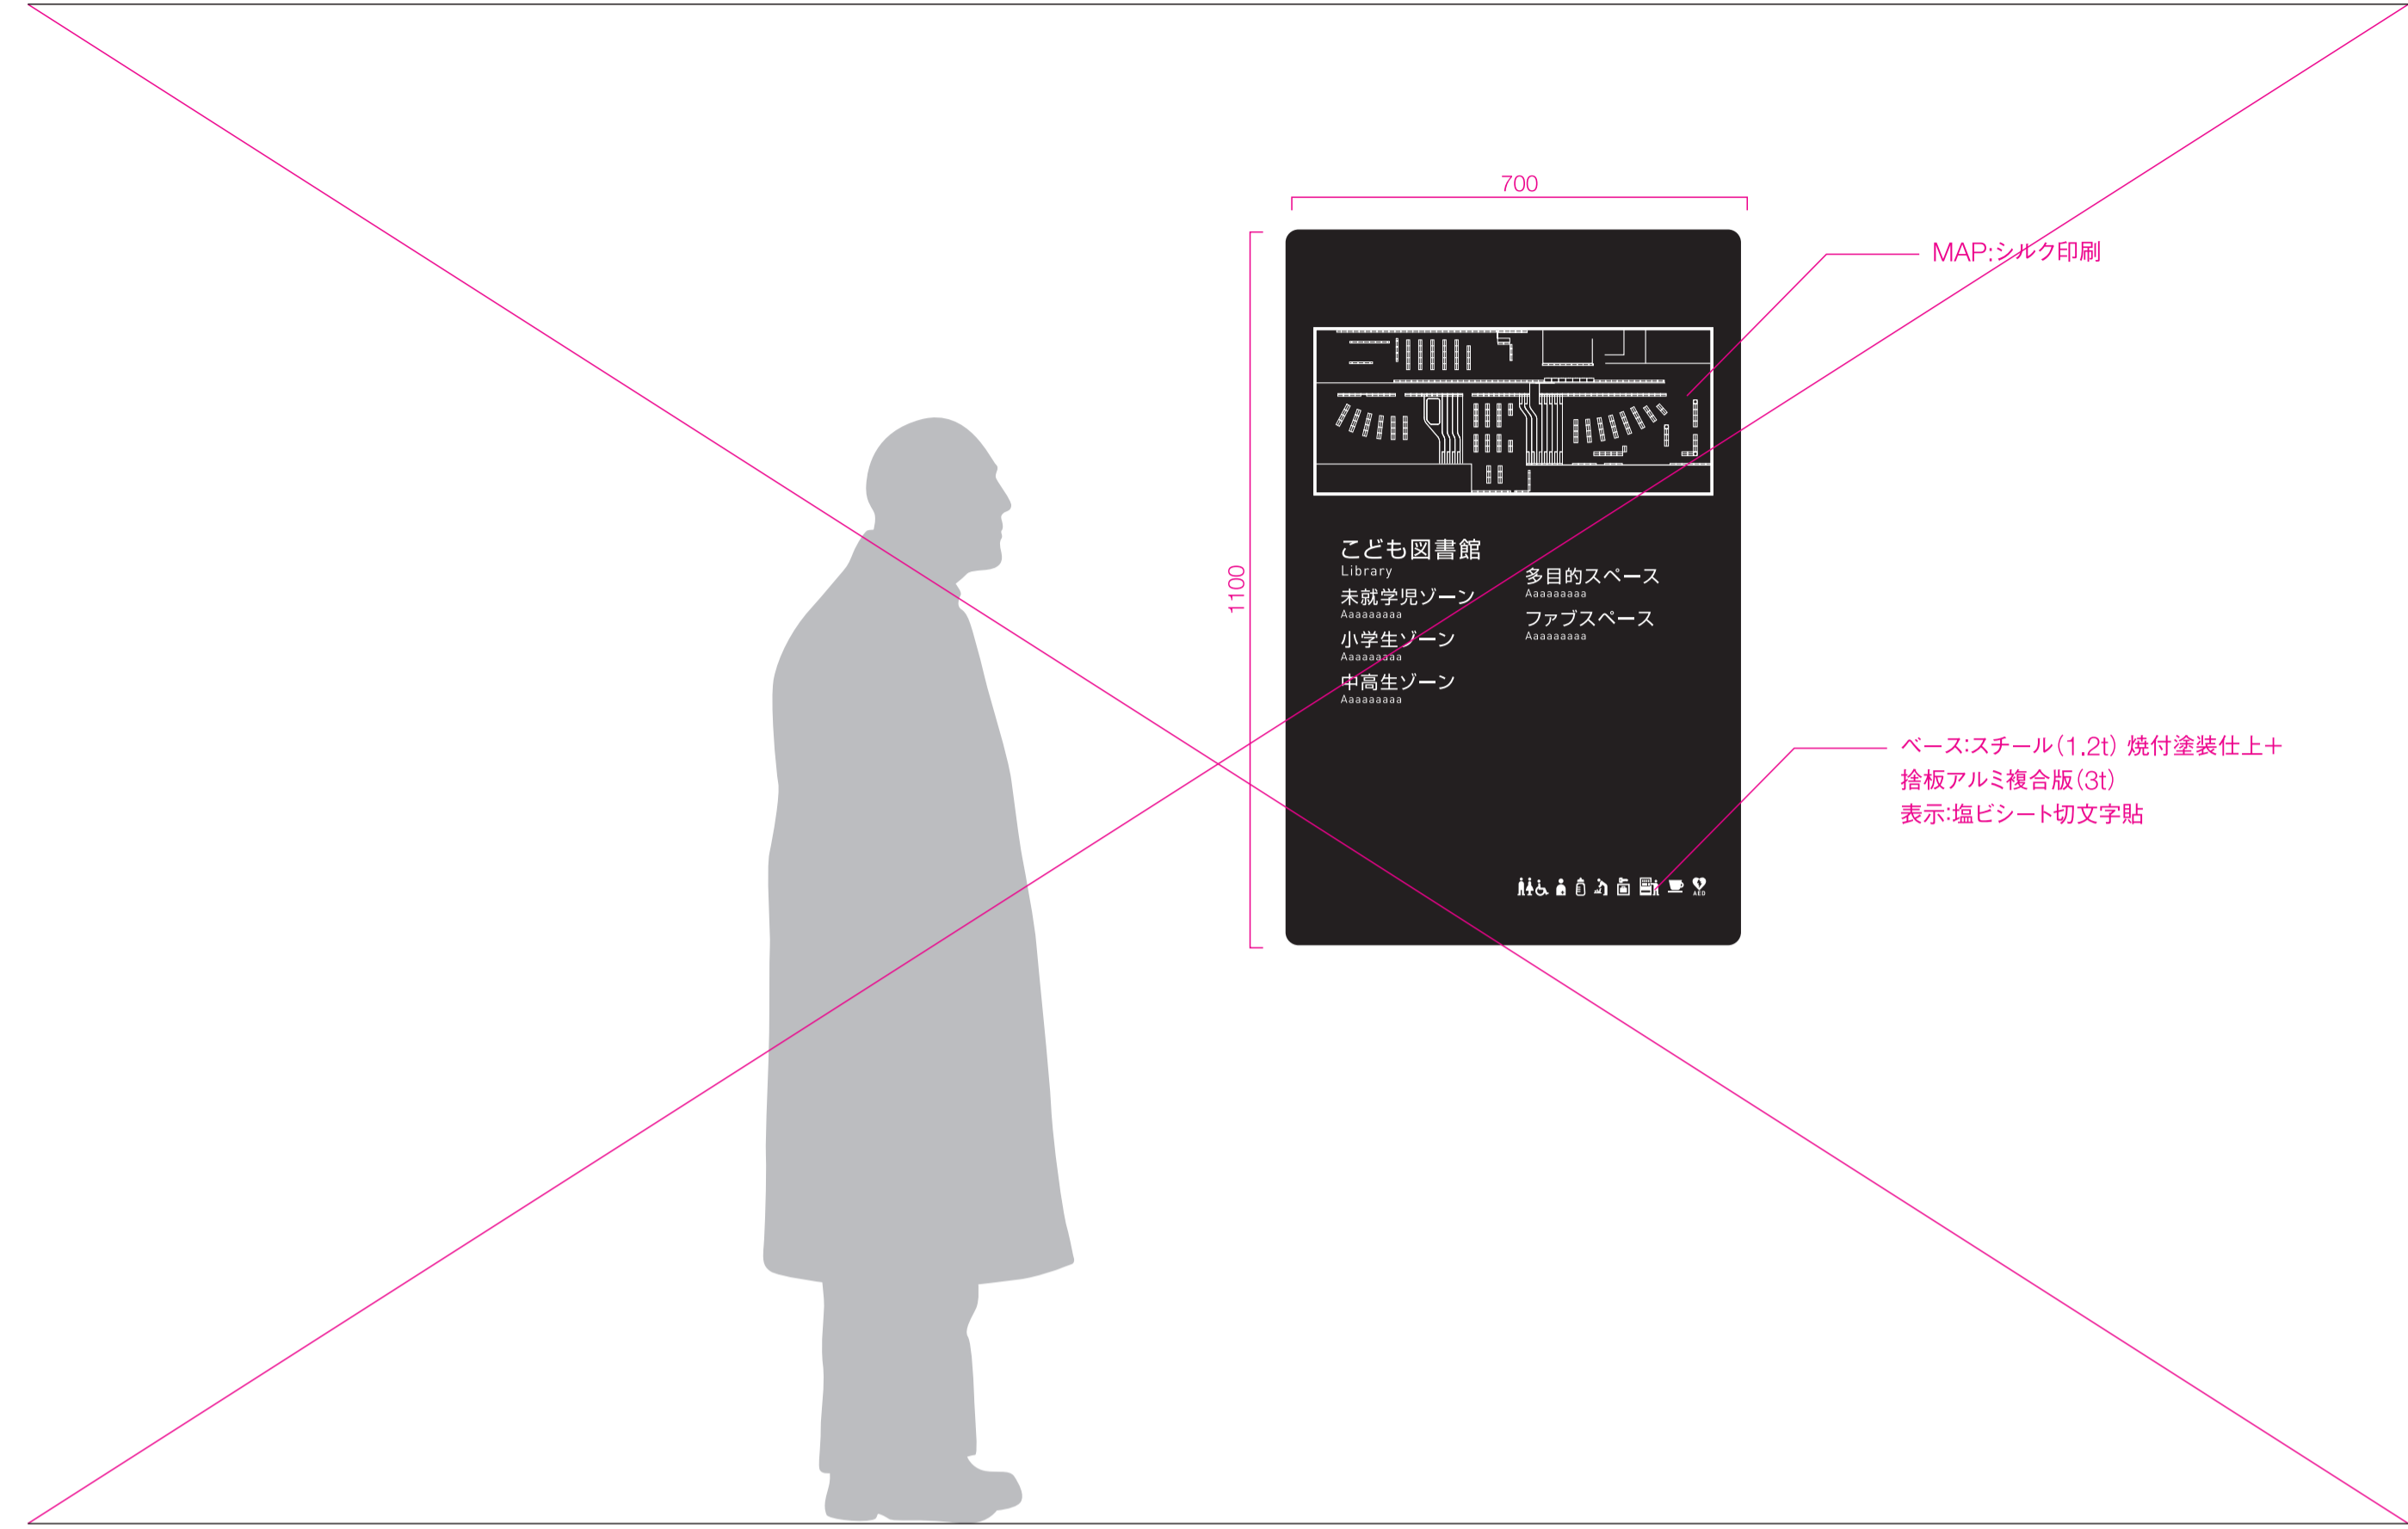 700
1100
MAP:シルク印刷
こども図書館
Library
未就学児ゾーン
Aaaaaaaaa
小学生ゾーン
Aaaaaaaaa
中高生ゾーン
Aaaaaaaaa
多目的スペース
Aaaaaaaaa
ファブスペース
Aaaaaaaaa
ベース:スチール(1.2t) 焼付塗装仕上+
捨板アルミ複合版(3t)
表示:塩ビシート切文字貼
AED